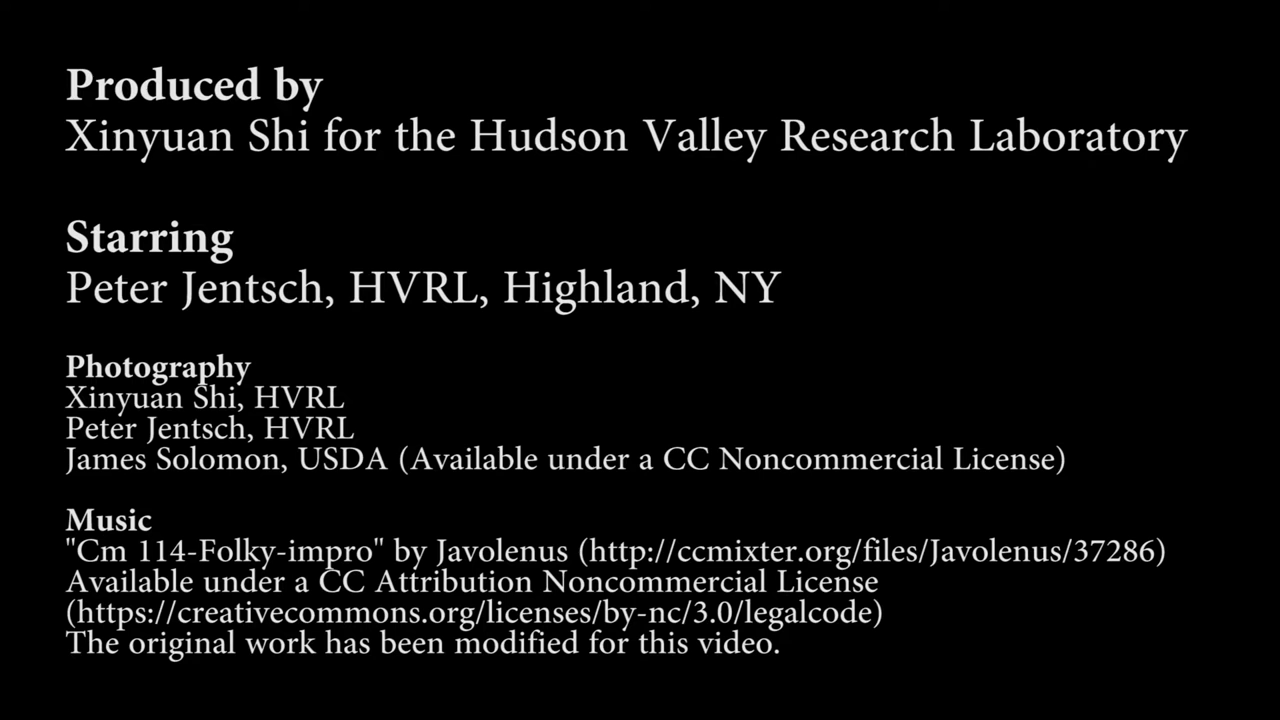 Produced by
Xinyuan Shi for the Hudson Valley Research Laboratory
Starring
Peter Jentsch, HVRL, Highland, NY
Photography
Xinyuan Shi, HVRL
Peter Jentsch, HVRL
James Solomon, USDA (Available under a CC Noncommercial License)
Music
"Cm 114-Folky-impro" by Javolenus (http://ccmixter.org/files/Javolenus/37286)
Available under a CC Attribution Noncommercial License
(https://creativecommons.org/licenses/by-nc/3.0/legalcode)
The original work has been modified for this video.